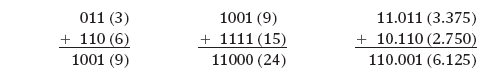 011 (3) 1001 (9) 11.011 (3.375)
+ 110 (6) + 1111 (15) + 10.110 (2.750)
1001 (9) 11000 (24) 110.001 (6.125)